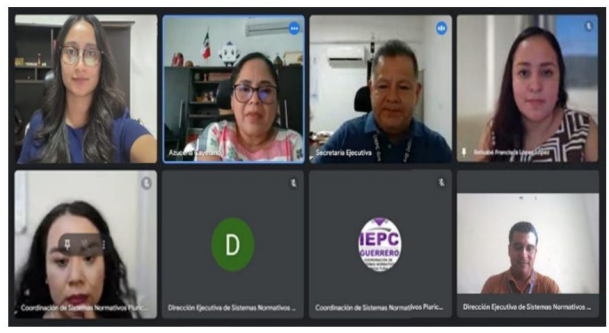 Secretaría Ejecutiva
Coordinación de Sistemas Normativos Pluric...
D
Dirección Ejecutiva de Sistemas Normativos ...
IEPC
GUERRERO
Coordinación de Sistemas Normativos Pluric...
Dirección Ejecutiva de Sistemas Normativos ...